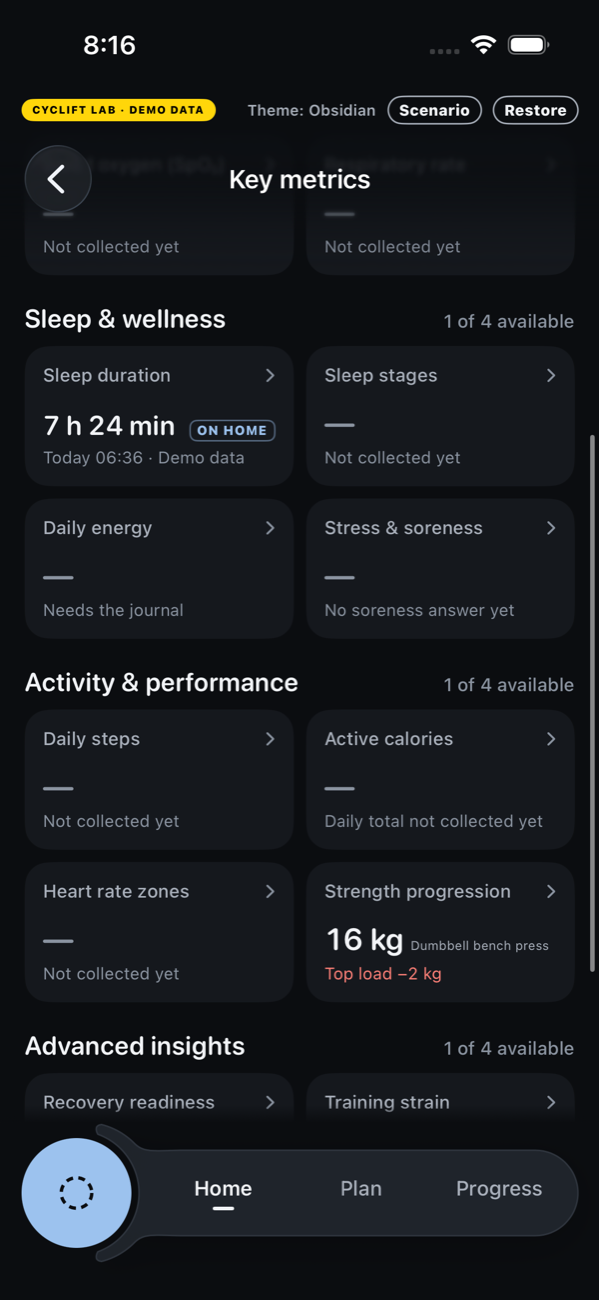 8:16
CYCLIFT LAB · DEMO DATA
Theme: Obsidian
Scenario
Restore
Key metrics
oxygen (SpO₂)
Respiratory rate
—
—
Not collected yet
Not collected yet
Sleep & wellness
1 of 4 available
Sleep duration
Sleep stages
7 h 24 min ON HOME
—
Today 06:36 · Demo data
Not collected yet
Daily energy
Stress & soreness
—
—
Needs the journal
No soreness answer yet
Activity & performance
1 of 4 available
Daily steps
Active calories
—
—
Not collected yet
Daily total not collected yet
Heart rate zones
Strength progression
—
16 kg Dumbbell bench press
Not collected yet
Top load −2 kg
Advanced insights
1 of 4 available
Recovery readiness
Training strain
Home
Plan
Progress